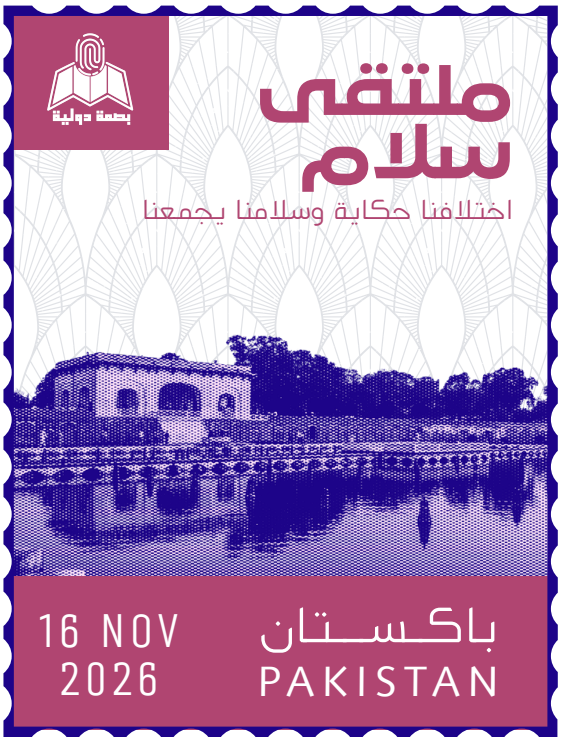 بصمة دولية
ملتقى
سلام
اختلافنا حكاية وسلامنا يجمعنا
16 NOV
2026
باكستان
PAKISTAN